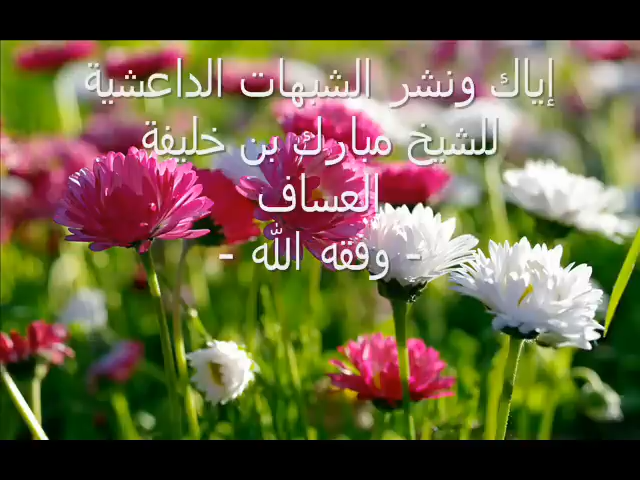 إياك ونشر الشبهات الداعشية
للشيخ مبارك بن خليفة
العساف
- وفقه الله -